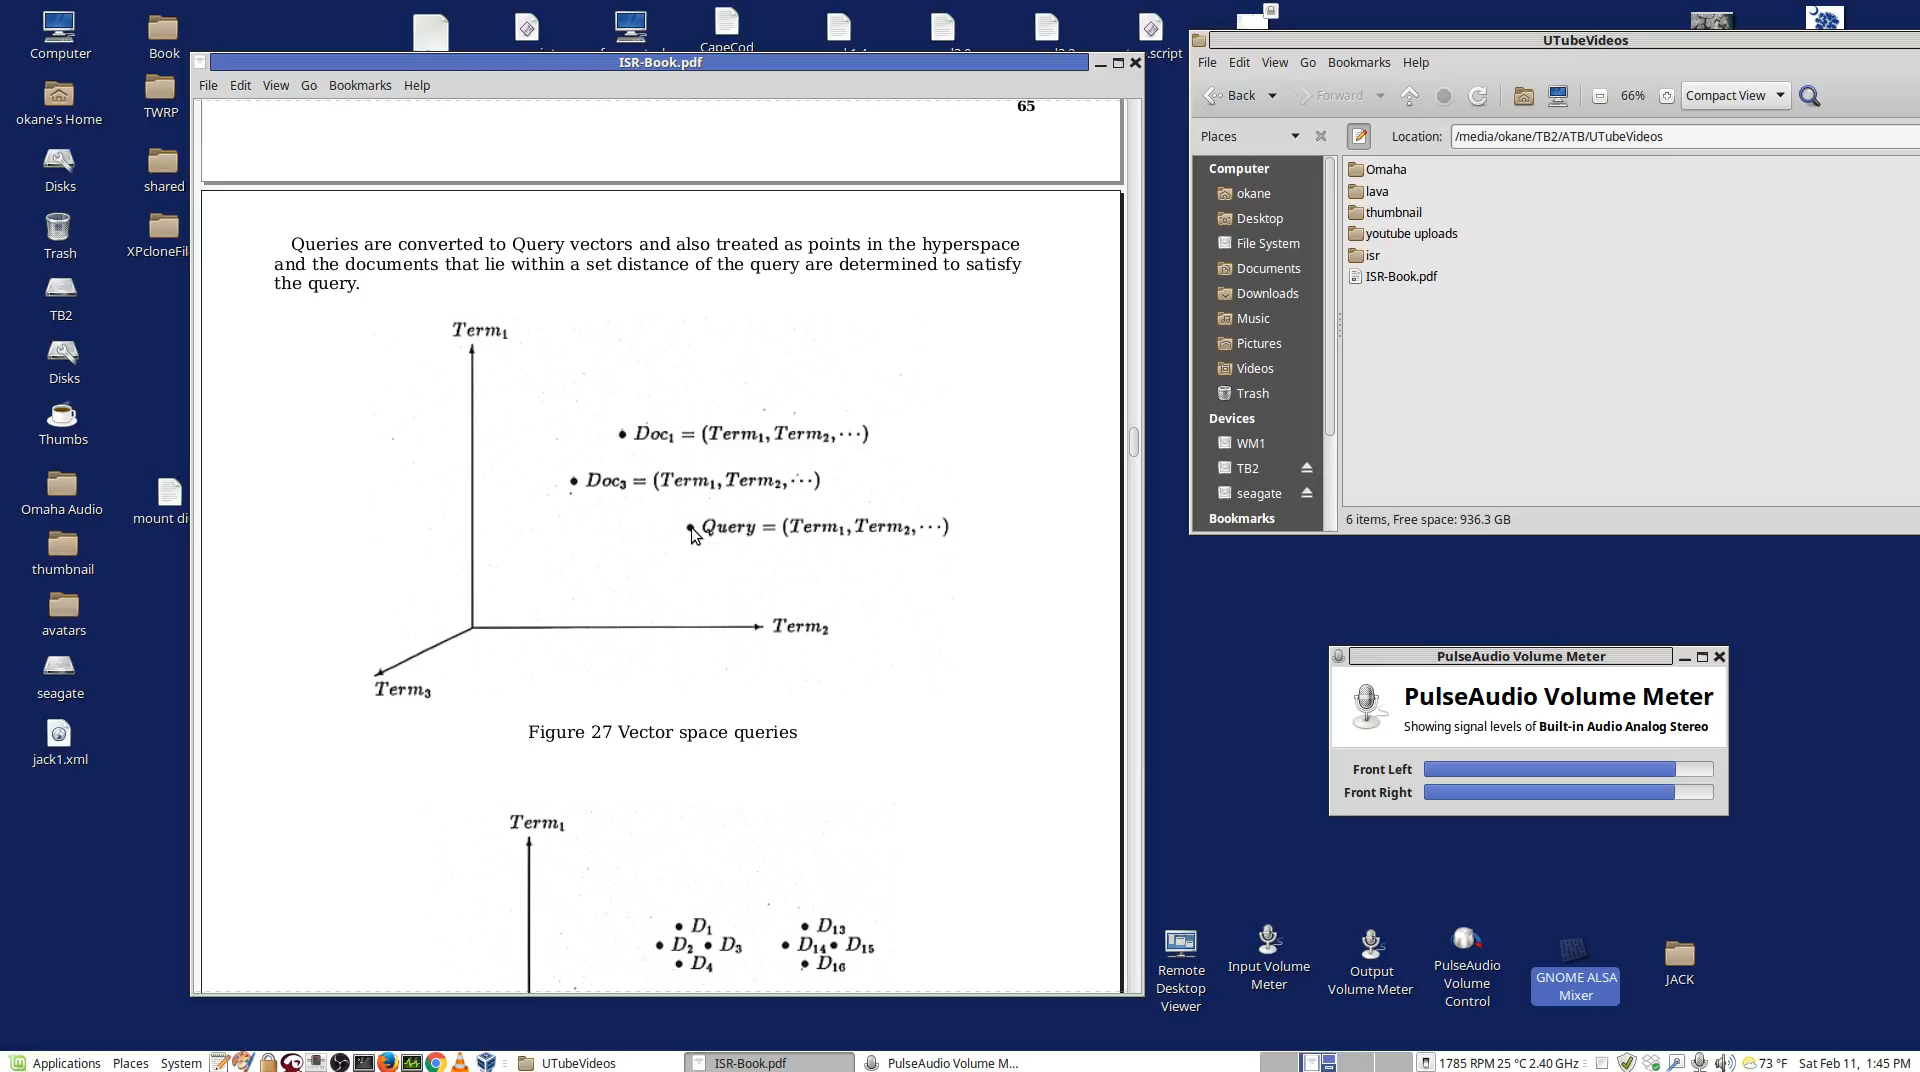 Computer
Book
CapeCod
.script
okane's Home
TWRP
Disks
shared
Trash
XPcloneFil
TB2
Disks
Thumbs
Omaha Audio
mount di
thumbnail
avatars
seagate
jack1.xml
ISR-Book.pdf
File Edit View Go Bookmarks Help
65
Queries are converted to Query vectors and also treated as points in the hyperspace
and the documents that lie within a set distance of the query are determined to satisfy
the query.
Term₁
• Doc₁ = (Term₁, Term₂, ···)
• Doc₃ = (Term₁, Term₂, ···)
• Query = (Term₁, Term₂, ···)
Term₂
Term₃
Figure 27 Vector space queries
Term₁
• D₁ • D₁₃
• D₂ • D₃ • D₁₄ • D₁₅
• D₄ • D₁₆
UTubeVideos
File Edit View Go Bookmarks Help
Back Forward 66% Compact View
Places Location: /media/okane/TB2/ATB/UTubeVideos
Computer
okane
Desktop
File System
Documents
Downloads
Music
Pictures
Videos
Trash
Devices
WM1
TB2
seagate
Bookmarks
Omaha
lava
thumbnail
youtube uploads
isr
ISR-Book.pdf
6 items, Free space: 936.3 GB
PulseAudio Volume Meter
PulseAudio Volume Meter
Showing signal levels of Built-in Audio Analog Stereo
Front Left
Front Right
Remote
Desktop
Viewer
Input Volume
Meter
Output
Volume Meter
PulseAudio
Volume
Control
GNOME ALSA
Mixer
JACK
Applications Places System UTubeVideos ISR-Book.pdf PulseAudio Volume M... 1785 RPM 25 °C 2.40 GHz 73 °F Sat Feb 11, 1:45 PM